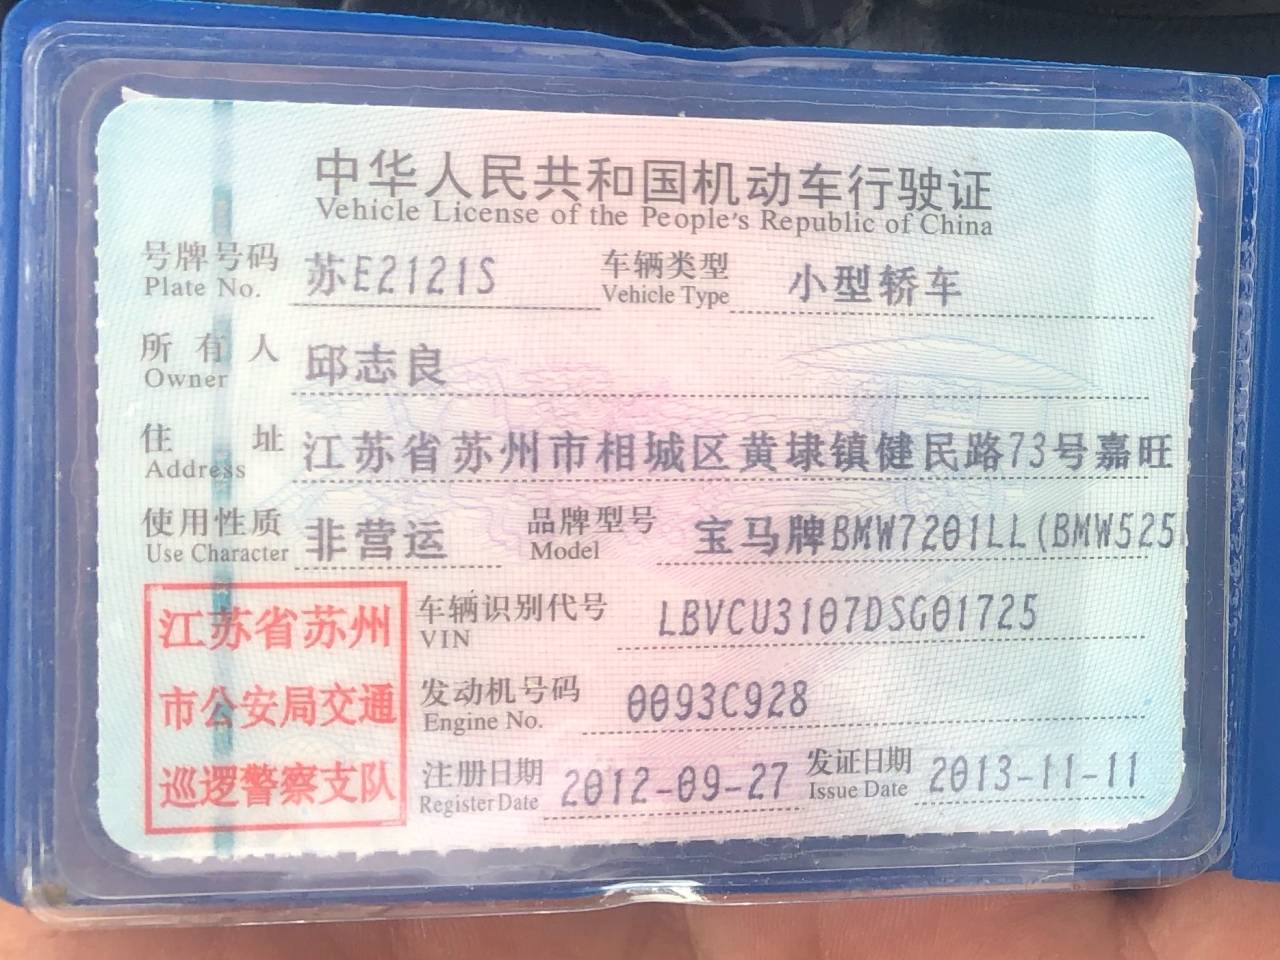 中华人民共和国机动车行驶证
Vehicle License of the People's Republic of China
号牌号码 苏E2121S 车辆类型 小型轿车
Plate No. Vehicle Type
所有人 邱志良
Owner
住址 江苏省苏州市相城区黄埭镇健民路73号嘉旺
Address
使用性质 非营运 品牌型号 宝马牌BMW7201LL(BMW525
Use Character Model
江苏省苏州
市公安局交通
巡逻警察支队
车辆识别代号 LBVCU3107DSG01725
VIN
发动机号码 0093C928
Engine No.
注册日期 2012-09-27 发证日期 2013-11-11
Register Date Issue Date